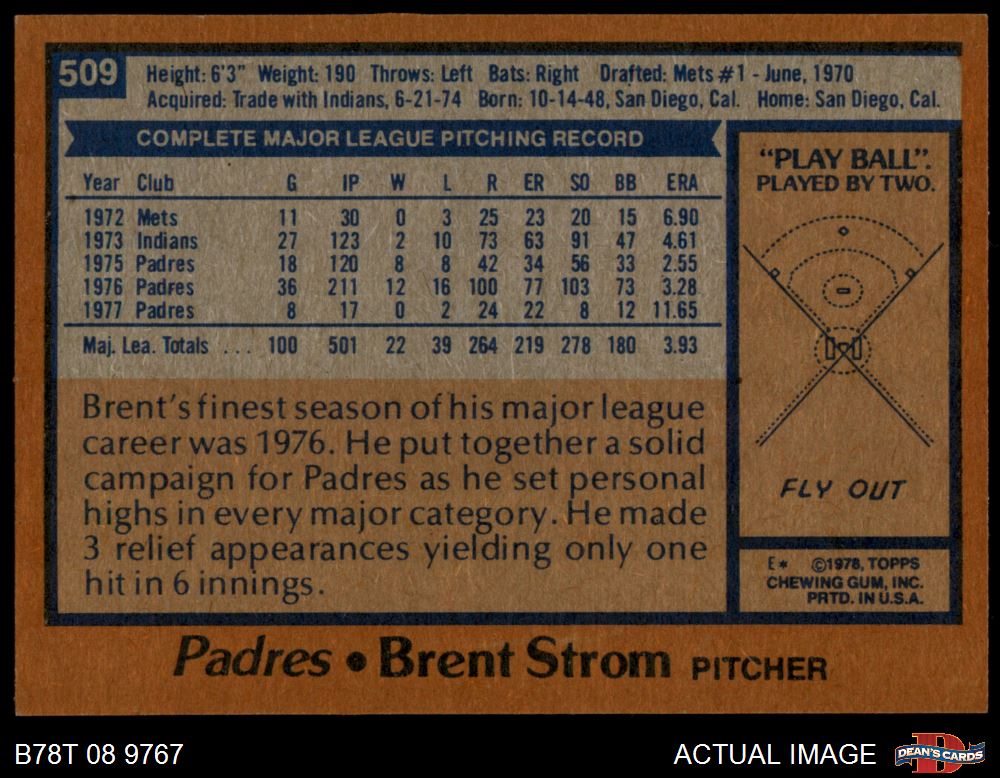 509
Height: 6'3" Weight: 190 Throws: Left Bats: Right Drafted: Mets #1 - June, 1970
Acquired: Trade with Indians, 6-21-74 Born: 10-14-48, San Diego, Cal. Home: San Diego, Cal.
COMPLETE MAJOR LEAGUE PITCHING RECORD
Year Club G IP W L R ER SO BB ERA
1972 Mets 11 30 0 3 25 23 20 15 6.90
1973 Indians 27 123 2 10 73 63 91 47 4.61
1975 Padres 18 120 8 8 42 34 56 33 2.55
1976 Padres 36 211 12 16 100 77 103 73 3.28
1977 Padres 8 17 0 2 24 22 8 12 11.65
Maj. Lea. Totals ... 100 501 22 39 264 219 278 180 3.93
Brent's finest season of his major league
career was 1976. He put together a solid
campaign for Padres as he set personal
highs in every major category. He made
3 relief appearances yielding only one
hit in 6 innings.
"PLAY BALL".
PLAYED BY TWO.
FLY OUT
E* ©1978, TOPPS
CHEWING GUM, INC.
PRTD. IN U.S.A.
Padres • Brent Strom PITCHER
B78T 08 9767
ACTUAL IMAGE
DEAN'S CARDS